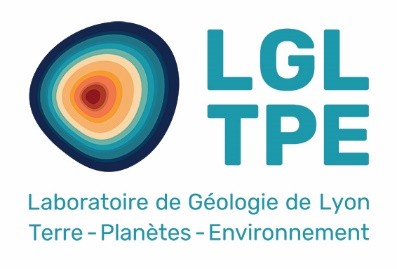 LGL
TPE
Laboratoire de Géologie de Lyon
Terre - Planètes - Environnement